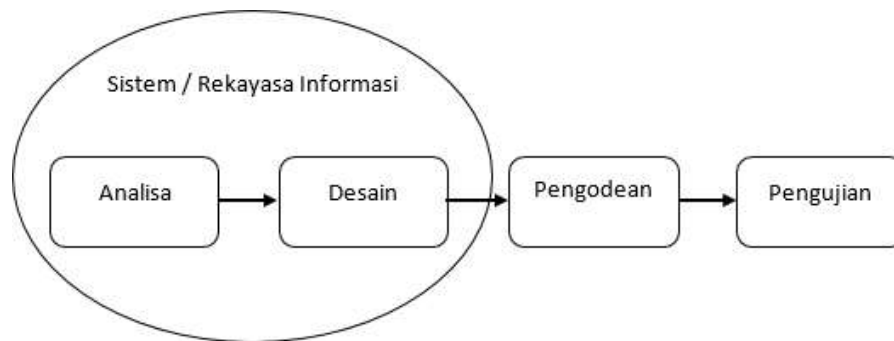 Sistem / Rekayasa Informasi
Analisa
Desain
Pengodean
Pengujian